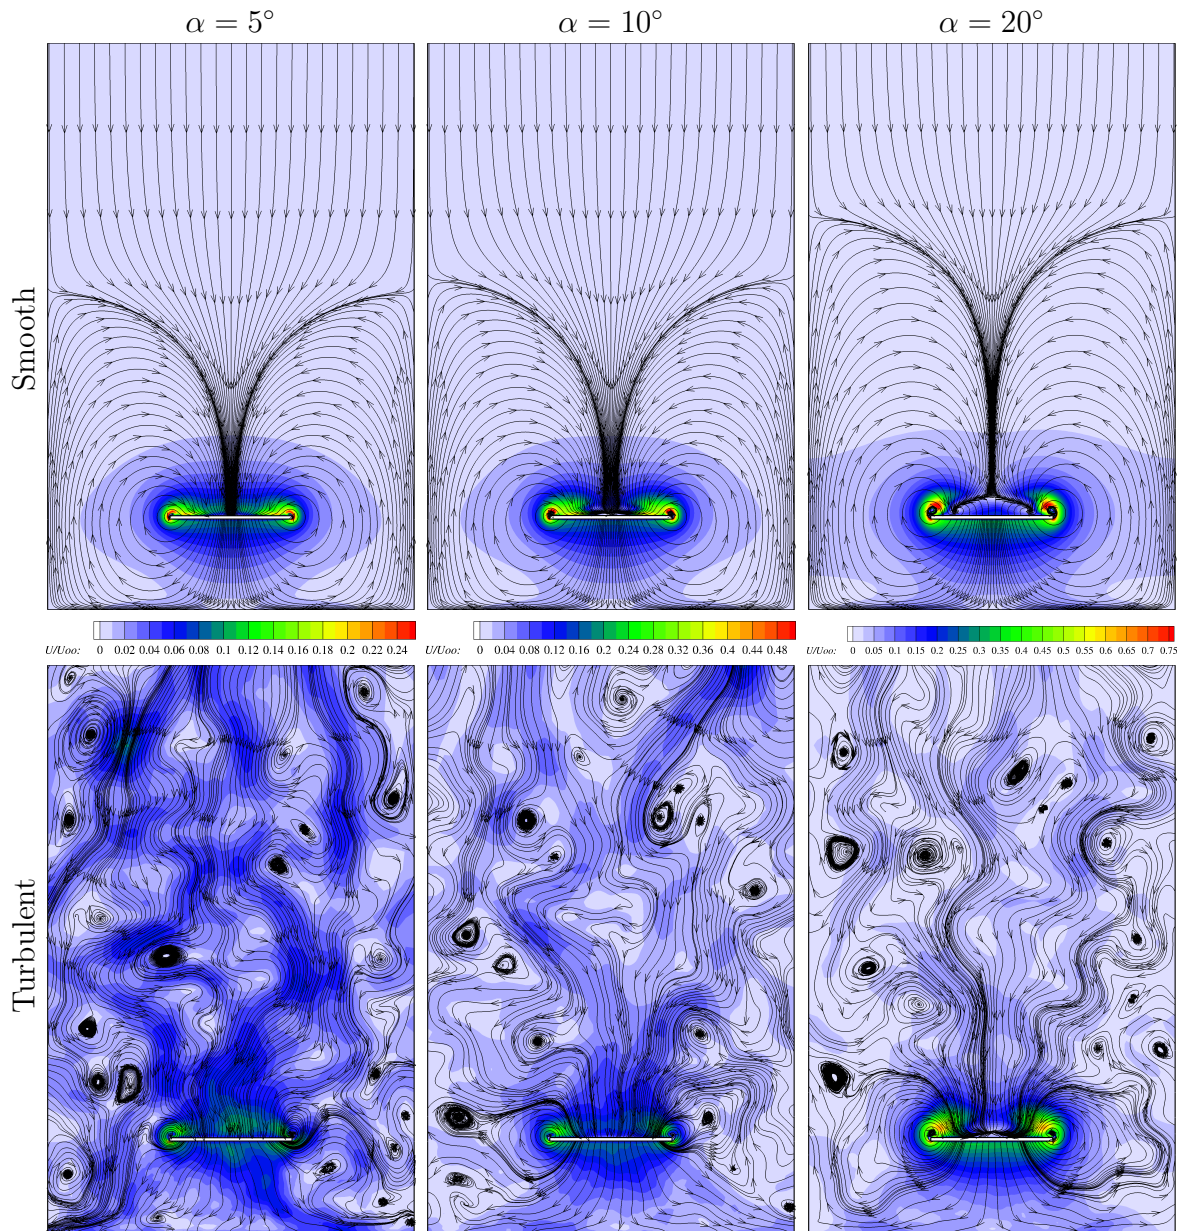 α = 5° α = 10° α = 20°
Smooth
U/Uoo: 0 0.02 0.04 0.06 0.08 0.1 0.12 0.14 0.16 0.18 0.2 0.22 0.24
U/Uoo: 0 0.04 0.08 0.12 0.16 0.2 0.24 0.28 0.32 0.36 0.4 0.44 0.48
U/Uoo: 0 0.05 0.1 0.15 0.2 0.25 0.3 0.35 0.4 0.45 0.5 0.55 0.6 0.65 0.7 0.75
Turbulent